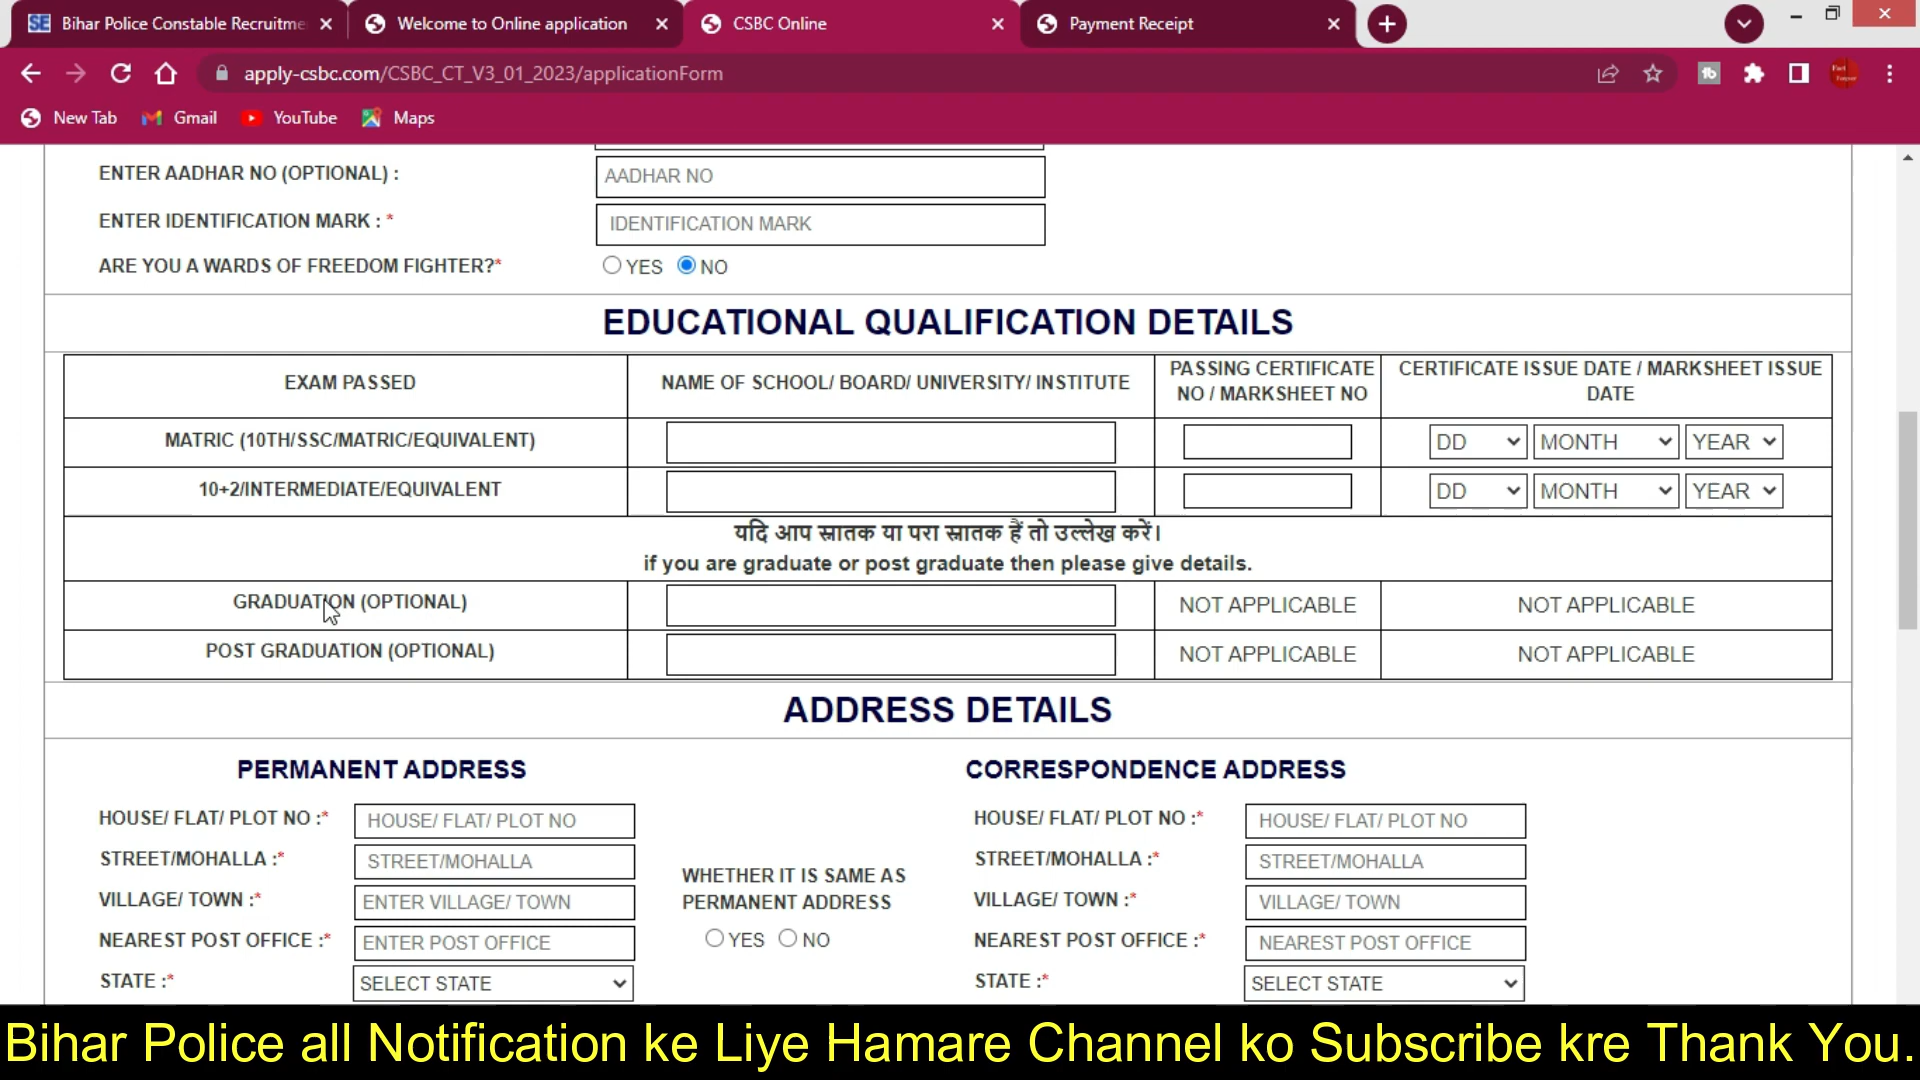 Bihar Police Constable Recruitme
Welcome to Online application
CSBC Online
Payment Receipt
apply-csbc.com/CSBC_CT_V3_01_2023/applicationForm
New Tab
Gmail
YouTube
Maps
ENTER AADHAR NO (OPTIONAL) :
AADHAR NO
ENTER IDENTIFICATION MARK : *
IDENTIFICATION MARK
ARE YOU A WARDS OF FREEDOM FIGHTER?*
YES NO
EDUCATIONAL QUALIFICATION DETAILS
EXAM PASSED
NAME OF SCHOOL/ BOARD/ UNIVERSITY/ INSTITUTE
PASSING CERTIFICATE
NO / MARKSHEET NO
CERTIFICATE ISSUE DATE / MARKSHEET ISSUE
DATE
MATRIC (10TH/SSC/MATRIC/EQUIVALENT)
DD MONTH YEAR
10+2/INTERMEDIATE/EQUIVALENT
DD MONTH YEAR
यदि आप स्नातक या परा स्नातक हैं तो उल्लेख करें।
if you are graduate or post graduate then please give details.
GRADUATION (OPTIONAL)
NOT APPLICABLE
NOT APPLICABLE
POST GRADUATION (OPTIONAL)
NOT APPLICABLE
NOT APPLICABLE
ADDRESS DETAILS
PERMANENT ADDRESS
HOUSE/ FLAT/ PLOT NO :*
HOUSE/ FLAT/ PLOT NO
STREET/MOHALLA :*
STREET/MOHALLA
VILLAGE/ TOWN :*
ENTER VILLAGE/ TOWN
NEAREST POST OFFICE :*
ENTER POST OFFICE
STATE :*
SELECT STATE
WHETHER IT IS SAME AS
PERMANENT ADDRESS
YES NO
CORRESPONDENCE ADDRESS
HOUSE/ FLAT/ PLOT NO :*
HOUSE/ FLAT/ PLOT NO
STREET/MOHALLA :*
STREET/MOHALLA
VILLAGE/ TOWN :*
VILLAGE/ TOWN
NEAREST POST OFFICE :*
NEAREST POST OFFICE
STATE :*
SELECT STATE
Bihar Police all Notification ke Liye Hamare Channel ko Subscribe kre Thank You.